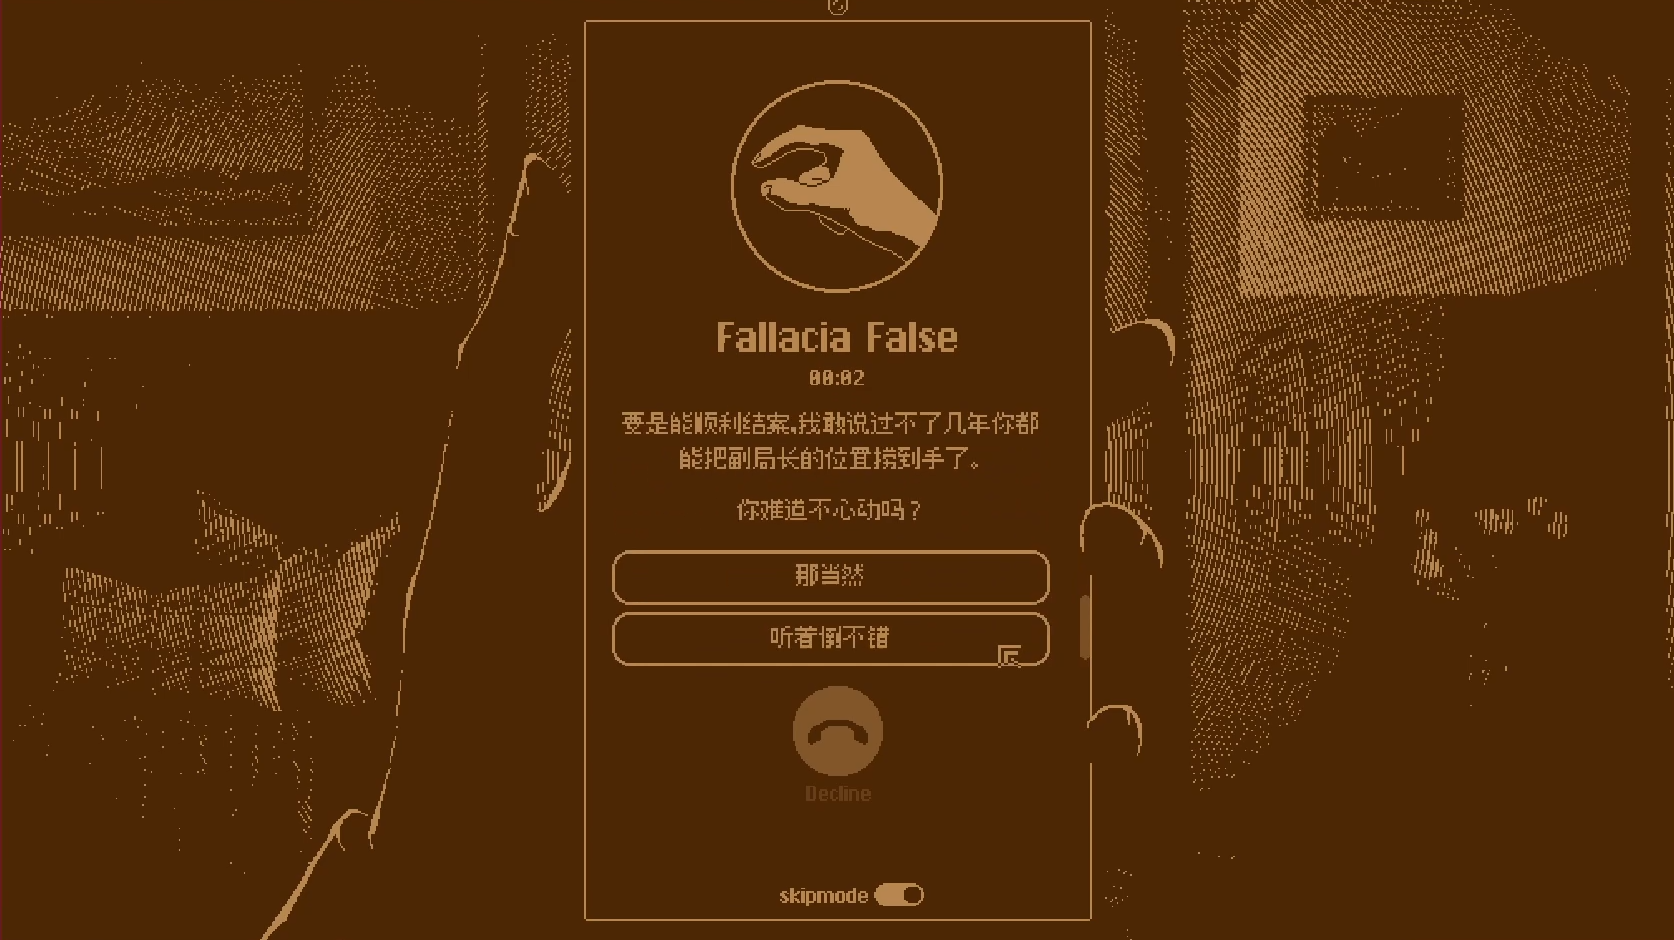 Fallacia False
00:02
要是能顺利结案,我敢说过不了几年你都
能把副局长的位置捞到手了。
你难道不心动吗？
那当然
听着倒不错
Decline
skipmode